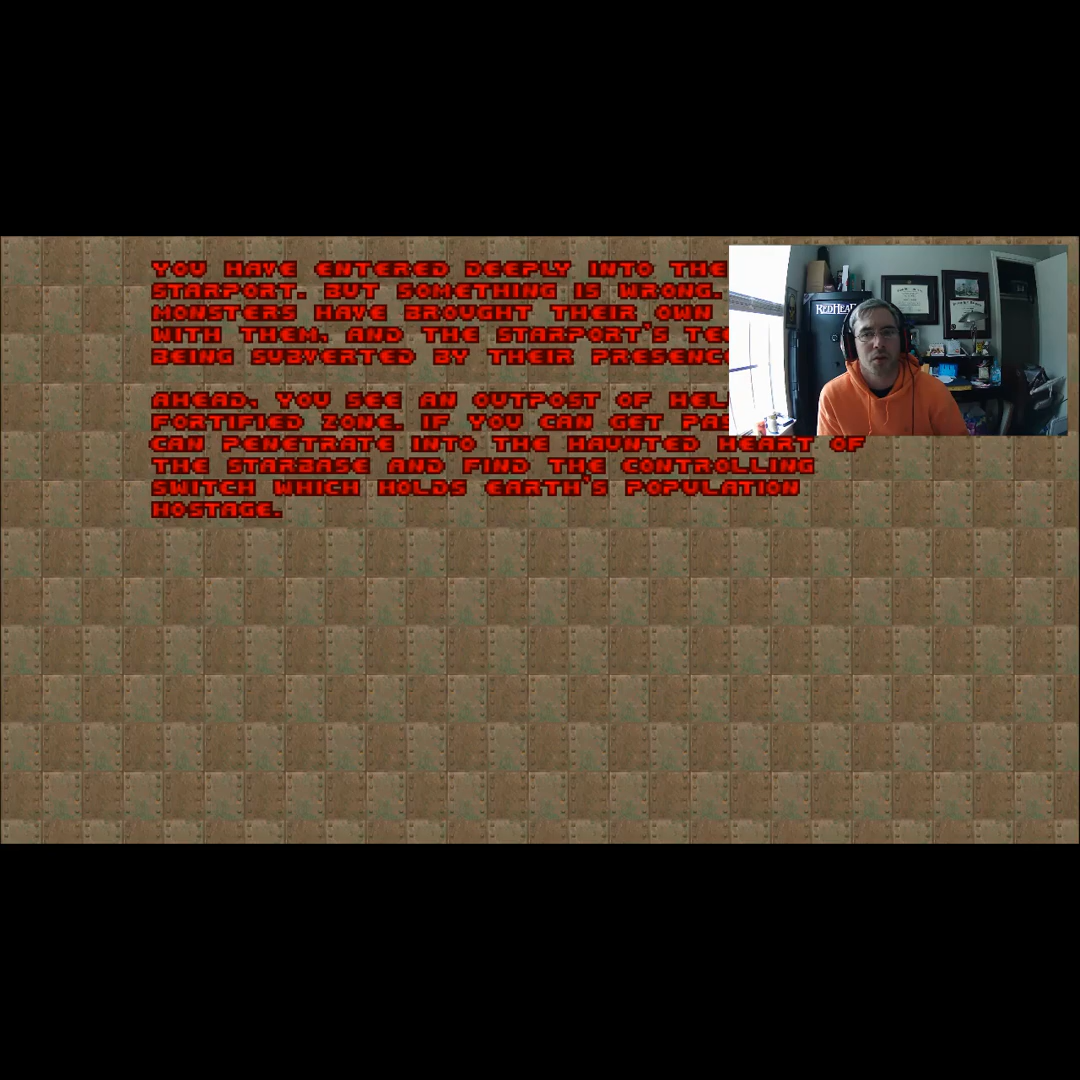 YOU HAVE ENTERED DEEPLY INTO THE
STARPORT. BUT SOMETHING IS WRONG.
MONSTERS HAVE BROUGHT THEIR OWN
WITH THEM, AND THE STARPORT'S
BEING SUBVERTED BY THEIR
AHEAD, YOU SEE AN OUTPOST OF
FORTIFIED ZONE. IF YOU CAN GET
CAN PENETRATE INTO THE HAUNTED HEART OF
THE STARBASE AND FIND THE CONTROLLING
SWITCH WHICH HOLDS EARTH'S POPULATION
HOSTAGE.